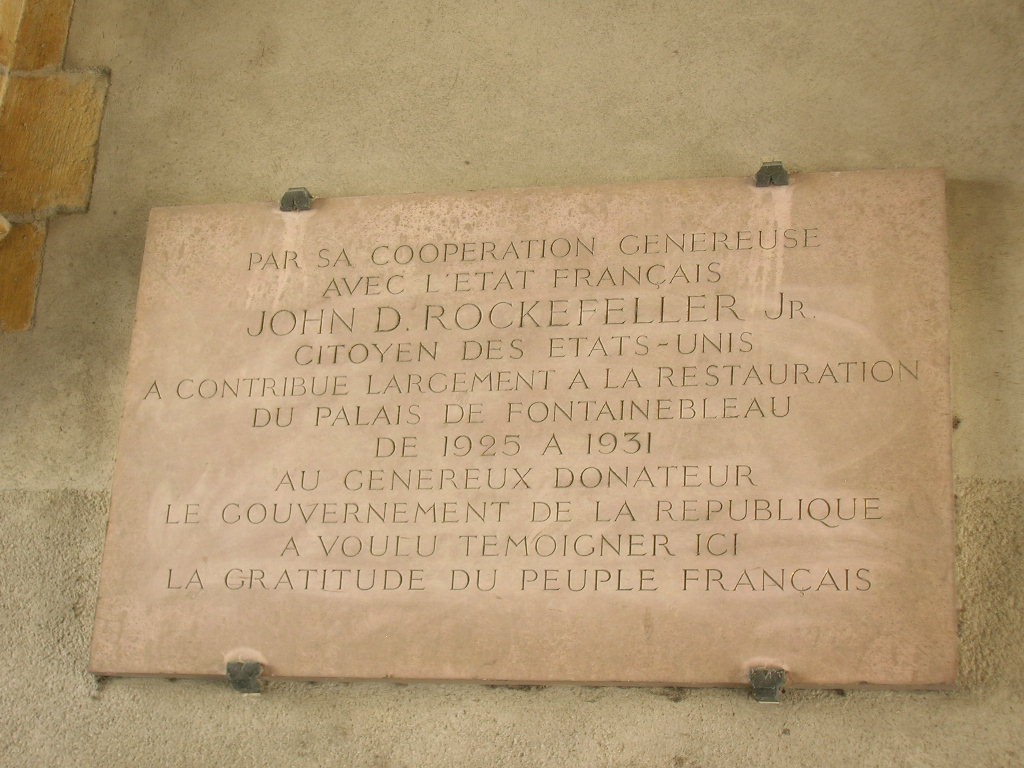 PAR SA COOPERATION GENEREUSE
AVEC L'ETAT FRANÇAIS
JOHN D. ROCKEFELLER JR.
CITOYEN DES ETATS-UNIS
A CONTRIBUE LARGEMENT A LA RESTAURATION
DU PALAIS DE FONTAINEBLEAU
DE 1925 A 1931
AU GENEREUX DONATEUR
LE GOUVERNEMENT DE LA REPUBLIQUE
A VOULU TEMOIGNER ICI
LA GRATITUDE DU PEUPLE FRANÇAIS